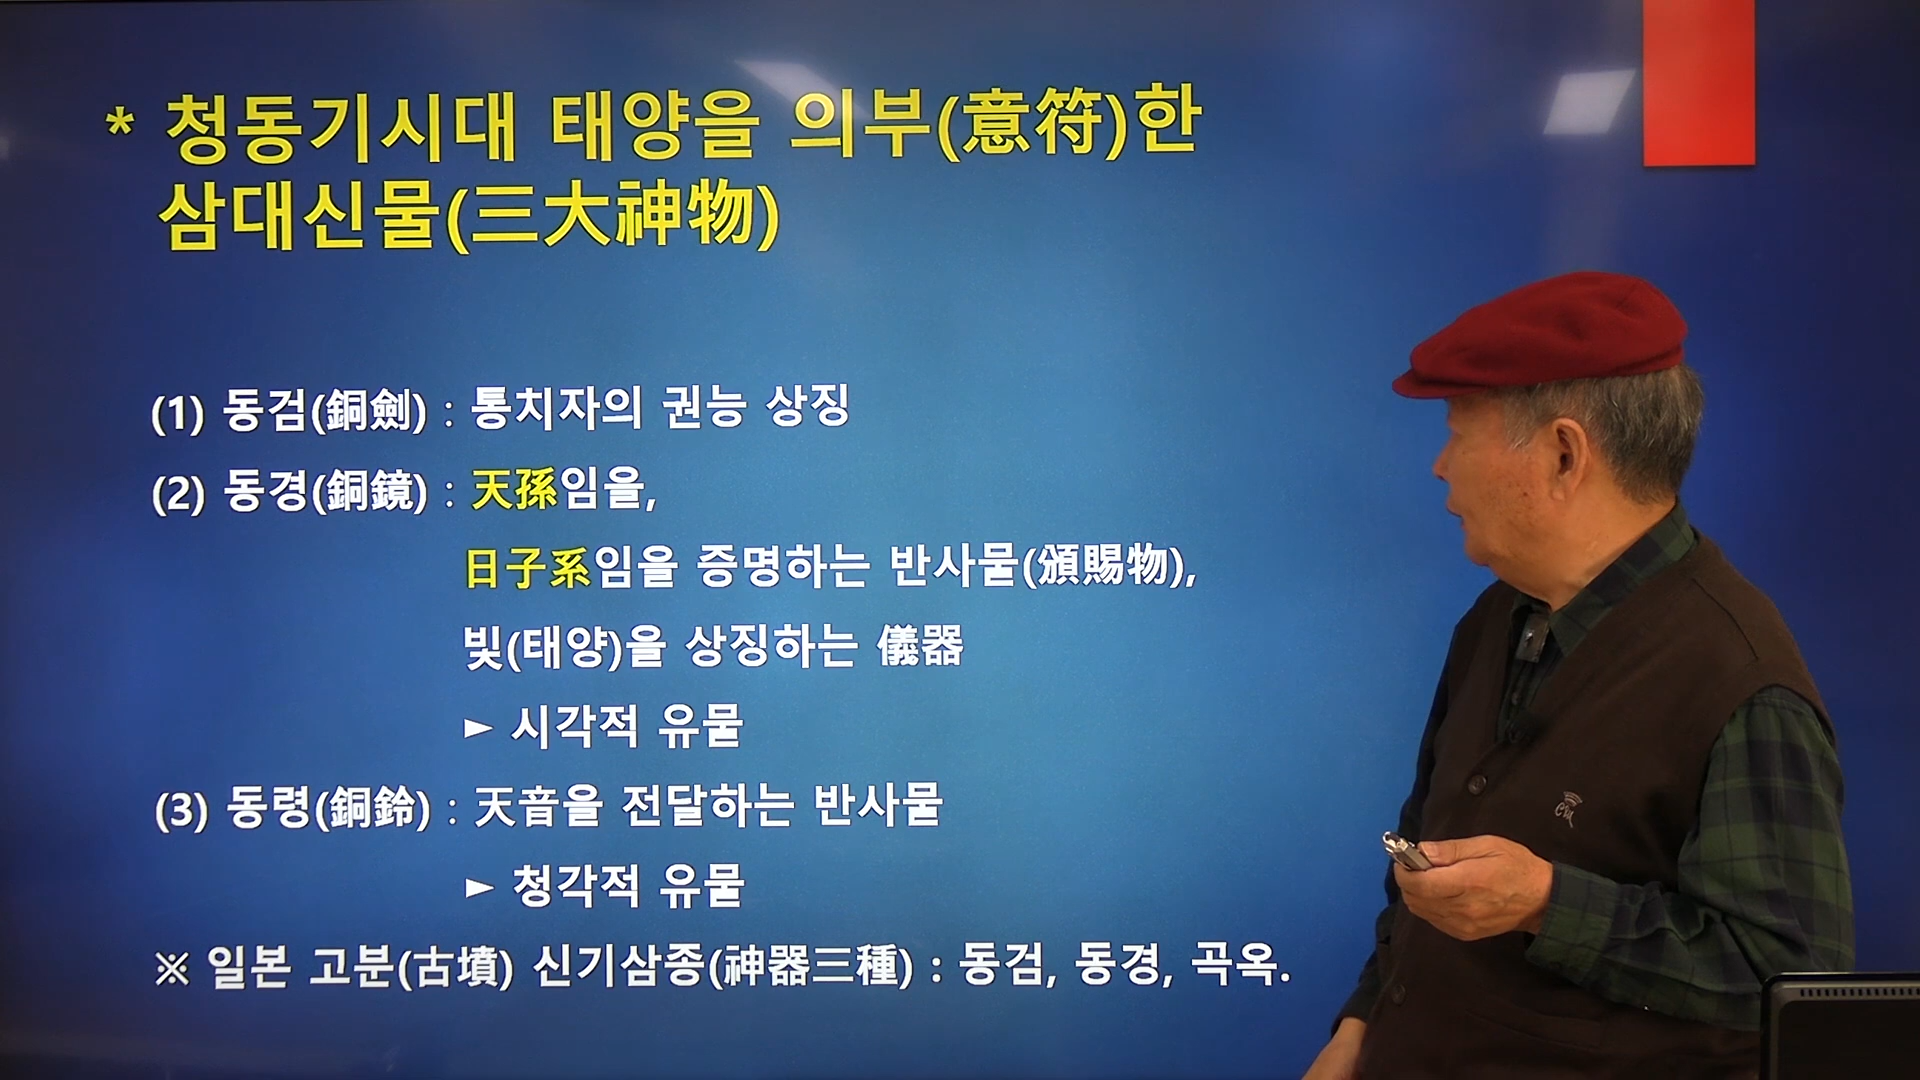 * 청동기시대 태양을 의부(意符)한
삼대신물(三大神物)
(1) 동검(銅劍) : 통치자의 권능 상징
(2) 동경(銅鏡) : 天孫임을,
日子系임을 증명하는 반사물(頒賜物),
빛(태양)을 상징하는 儀器
► 시각적 유물
(3) 동령(銅鈴) : 天音을 전달하는 반사물
► 청각적 유물
※ 일본 고분(古墳) 신기삼종(神器三種) : 동검, 동경, 곡옥.